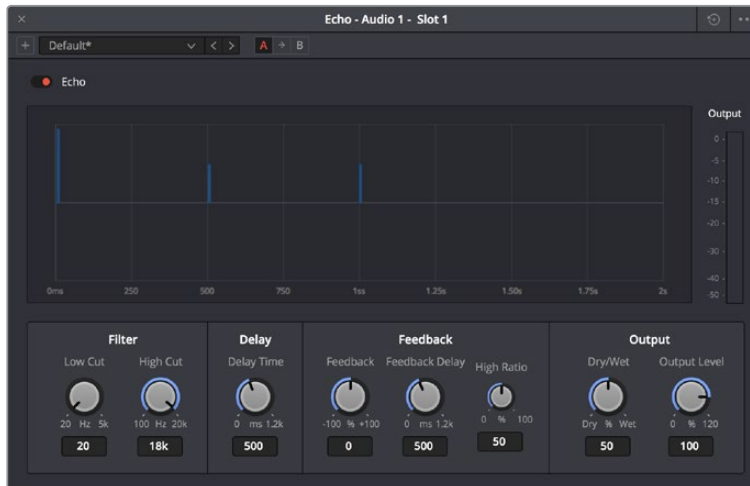 Echo - Audio 1 - Slot 1
Default*
A
B
Echo
Output
0
-5
-10
-15
-20
-30
-40
-50
0ms 250 500 750 1ss 1.25s 1.50s 1.75s 2s
Filter
Low Cut High Cut
20 Hz 5k 100 Hz 20k
20 18k
Delay
Delay Time
0 ms 1.2k
500
Feedback
Feedback Feedback Delay High Ratio
-100 % +100 0 ms 1.2k 0 % 100
0 500 50
Output
Dry/Wet Output Level
Dry % Wet 0 % 120
50 100